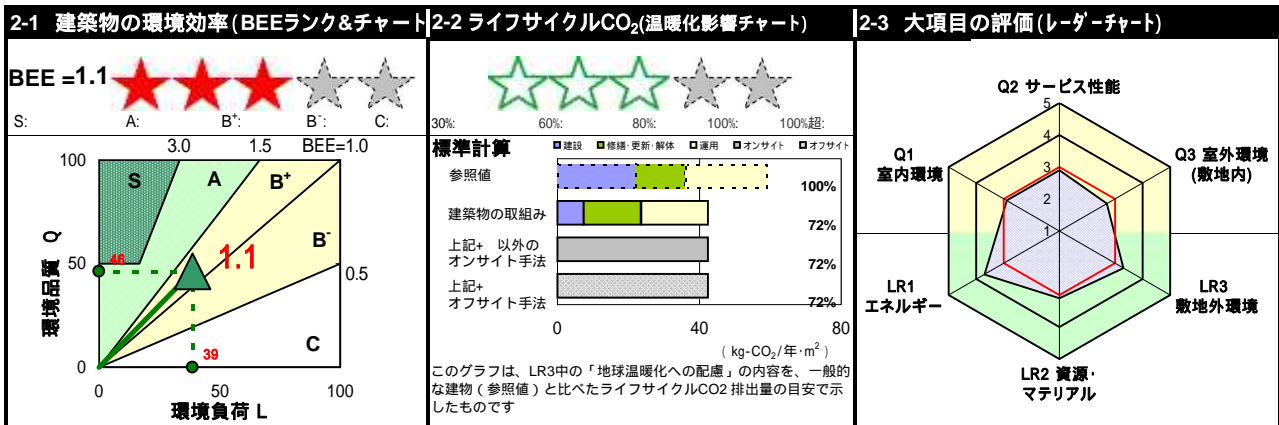 2-1 建築物の環境効率(BEEランク&チャート
BEE =1.1
S: A: B+: B-: C:
3.0 1.5 BEE=1.0
100
S A B+
B-
環境品質 Q
50
46
1.1
0.5
C
39
0
0 50 100
環境負荷 L
2-2 ライフサイクルCO2(温暖化影響チャート)
30%: 60%: 80%: 100%: 100%超:
標準計算
建設 修繕・更新・解体 運用 オンサイト オフサイト
参照値 100%
建築物の取組み 72%
上記+ 以外の
オンサイト手法 72%
上記+
オフサイト手法 72%
0 40 80
( kg-CO2/年・m2 )
このグラフは、LR3中の「地球温暖化への配慮」の内容を、一般的
な建物(参照値)と比べたライフサイクルCO2 排出量の目安で示
したものです
2-3 大項目の評価(レーダーチャート)
Q2 サービス性能
5
4
3
2
1
Q1
室内環境
Q3 室外環境
(敷地内)
LR1
エネルギー
LR3
敷地外環境
LR2 資源・
マテリアル